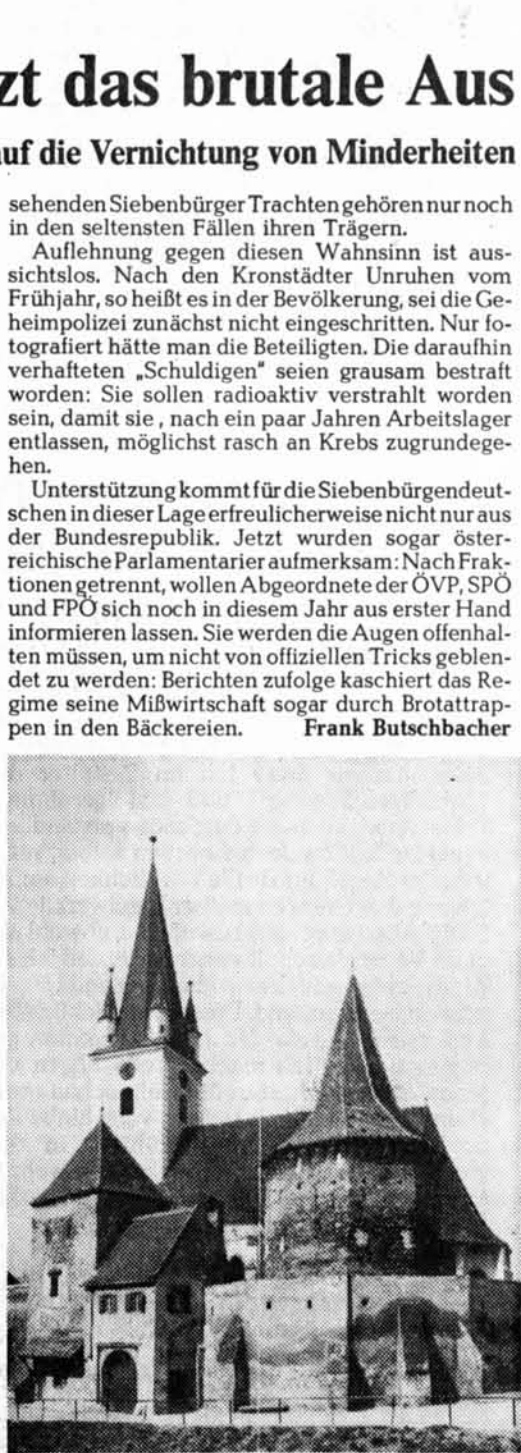 zt das brutale Aus
auf die Vernichtung von Minderheiten
sehenden Siebenbürger Trachten gehören nur noch
in den seltensten Fällen ihren Trägern.
Auflehnung gegen diesen Wahnsinn ist aus-
sichtslos. Nach den Kronstädter Unruhen vom
Frühjahr, so heißt es in der Bevölkerung, sei die Ge-
heimpolizei zunächst nicht eingeschritten. Nur fo-
tografiert hätte man die Beteiligten. Die daraufhin
verhafteten „Schuldigen" seien grausam bestraft
worden: Sie sollen radioaktiv verstrahlt worden
sein, damit sie , nach ein paar Jahren Arbeitslager
entlassen, möglichst rasch an Krebs zugrundege-
hen.
Unterstützung kommt für die Siebenbürgendeut-
schen in dieser Lage erfreulicherweise nicht nur aus
der Bundesrepublik. Jetzt wurden sogar öster-
reichische Parlamentarier aufmerksam: Nach Frak-
tionen getrennt, wollen Abgeordnete der ÖVP, SPÖ
und FPÖ sich noch in diesem Jahr aus erster Hand
informieren lassen. Sie werden die Augen offenhal-
ten müssen, um nicht von offiziellen Tricks geblen-
det zu werden: Berichten zufolge kaschiert das Re-
gime seine Mißwirtschaft sogar durch Brotattrap-
pen in den Bäckereien. Frank Butschbacher